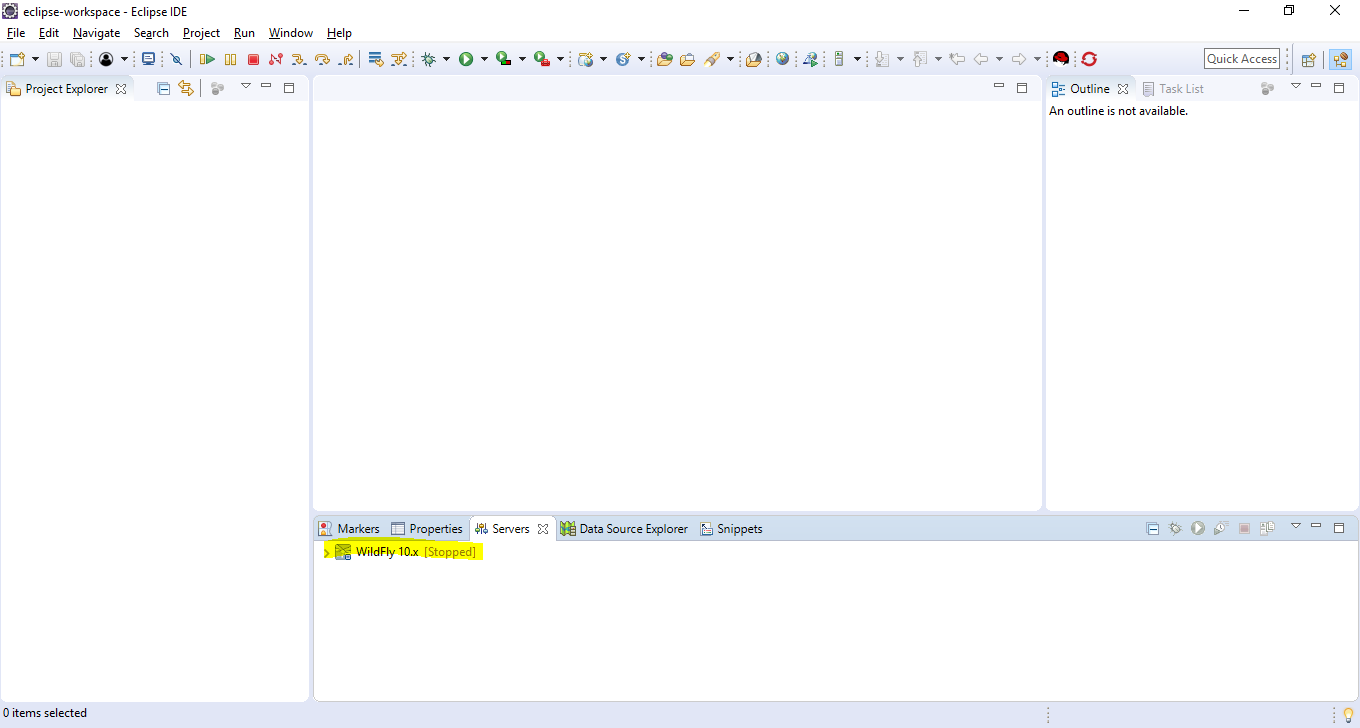 eclipse-workspace - Eclipse IDE
File Edit Navigate Search Project Run Window Help
Quick Access
Project Explorer
Outline Task List
An outline is not available.
Markers Properties Servers Data Source Explorer Snippets
WildFly 10.x [Stopped]
0 items selected